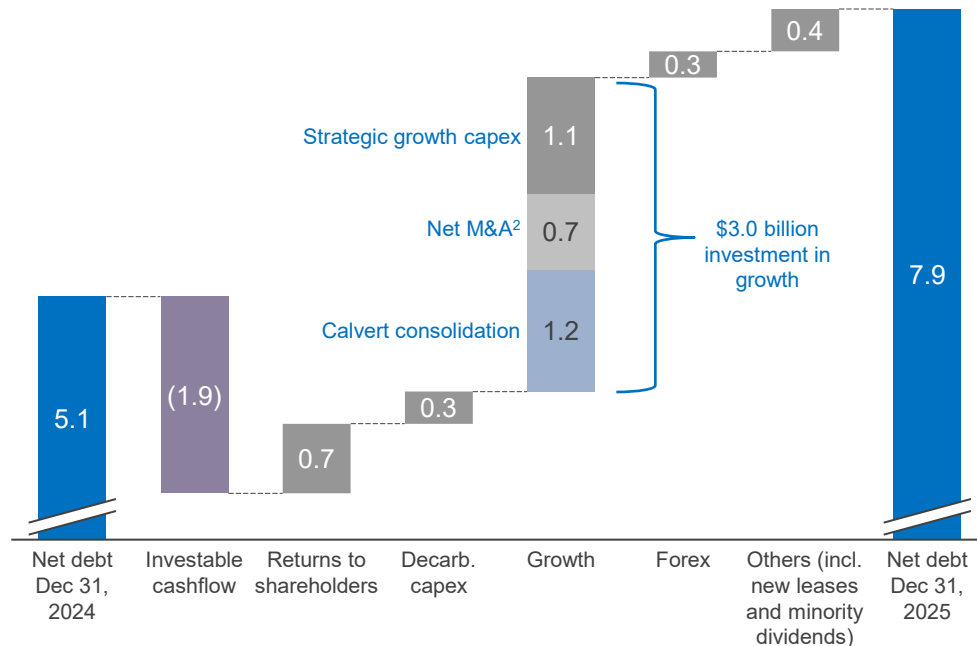 0.4
0.3
Strategic growth capex
1.1
Net M&A²
0.7
$3.0 billion
investment in
growth
7.9
Calvert consolidation
1.2
(1.9)
5.1
0.3
0.7
Net debt
Dec 31,
2024
Investable
cashflow
Returns to
shareholders
Decarb.
capex
Growth
Forex
Others (incl.
new leases
and minority
dividends)
Net debt
Dec 31,
2025